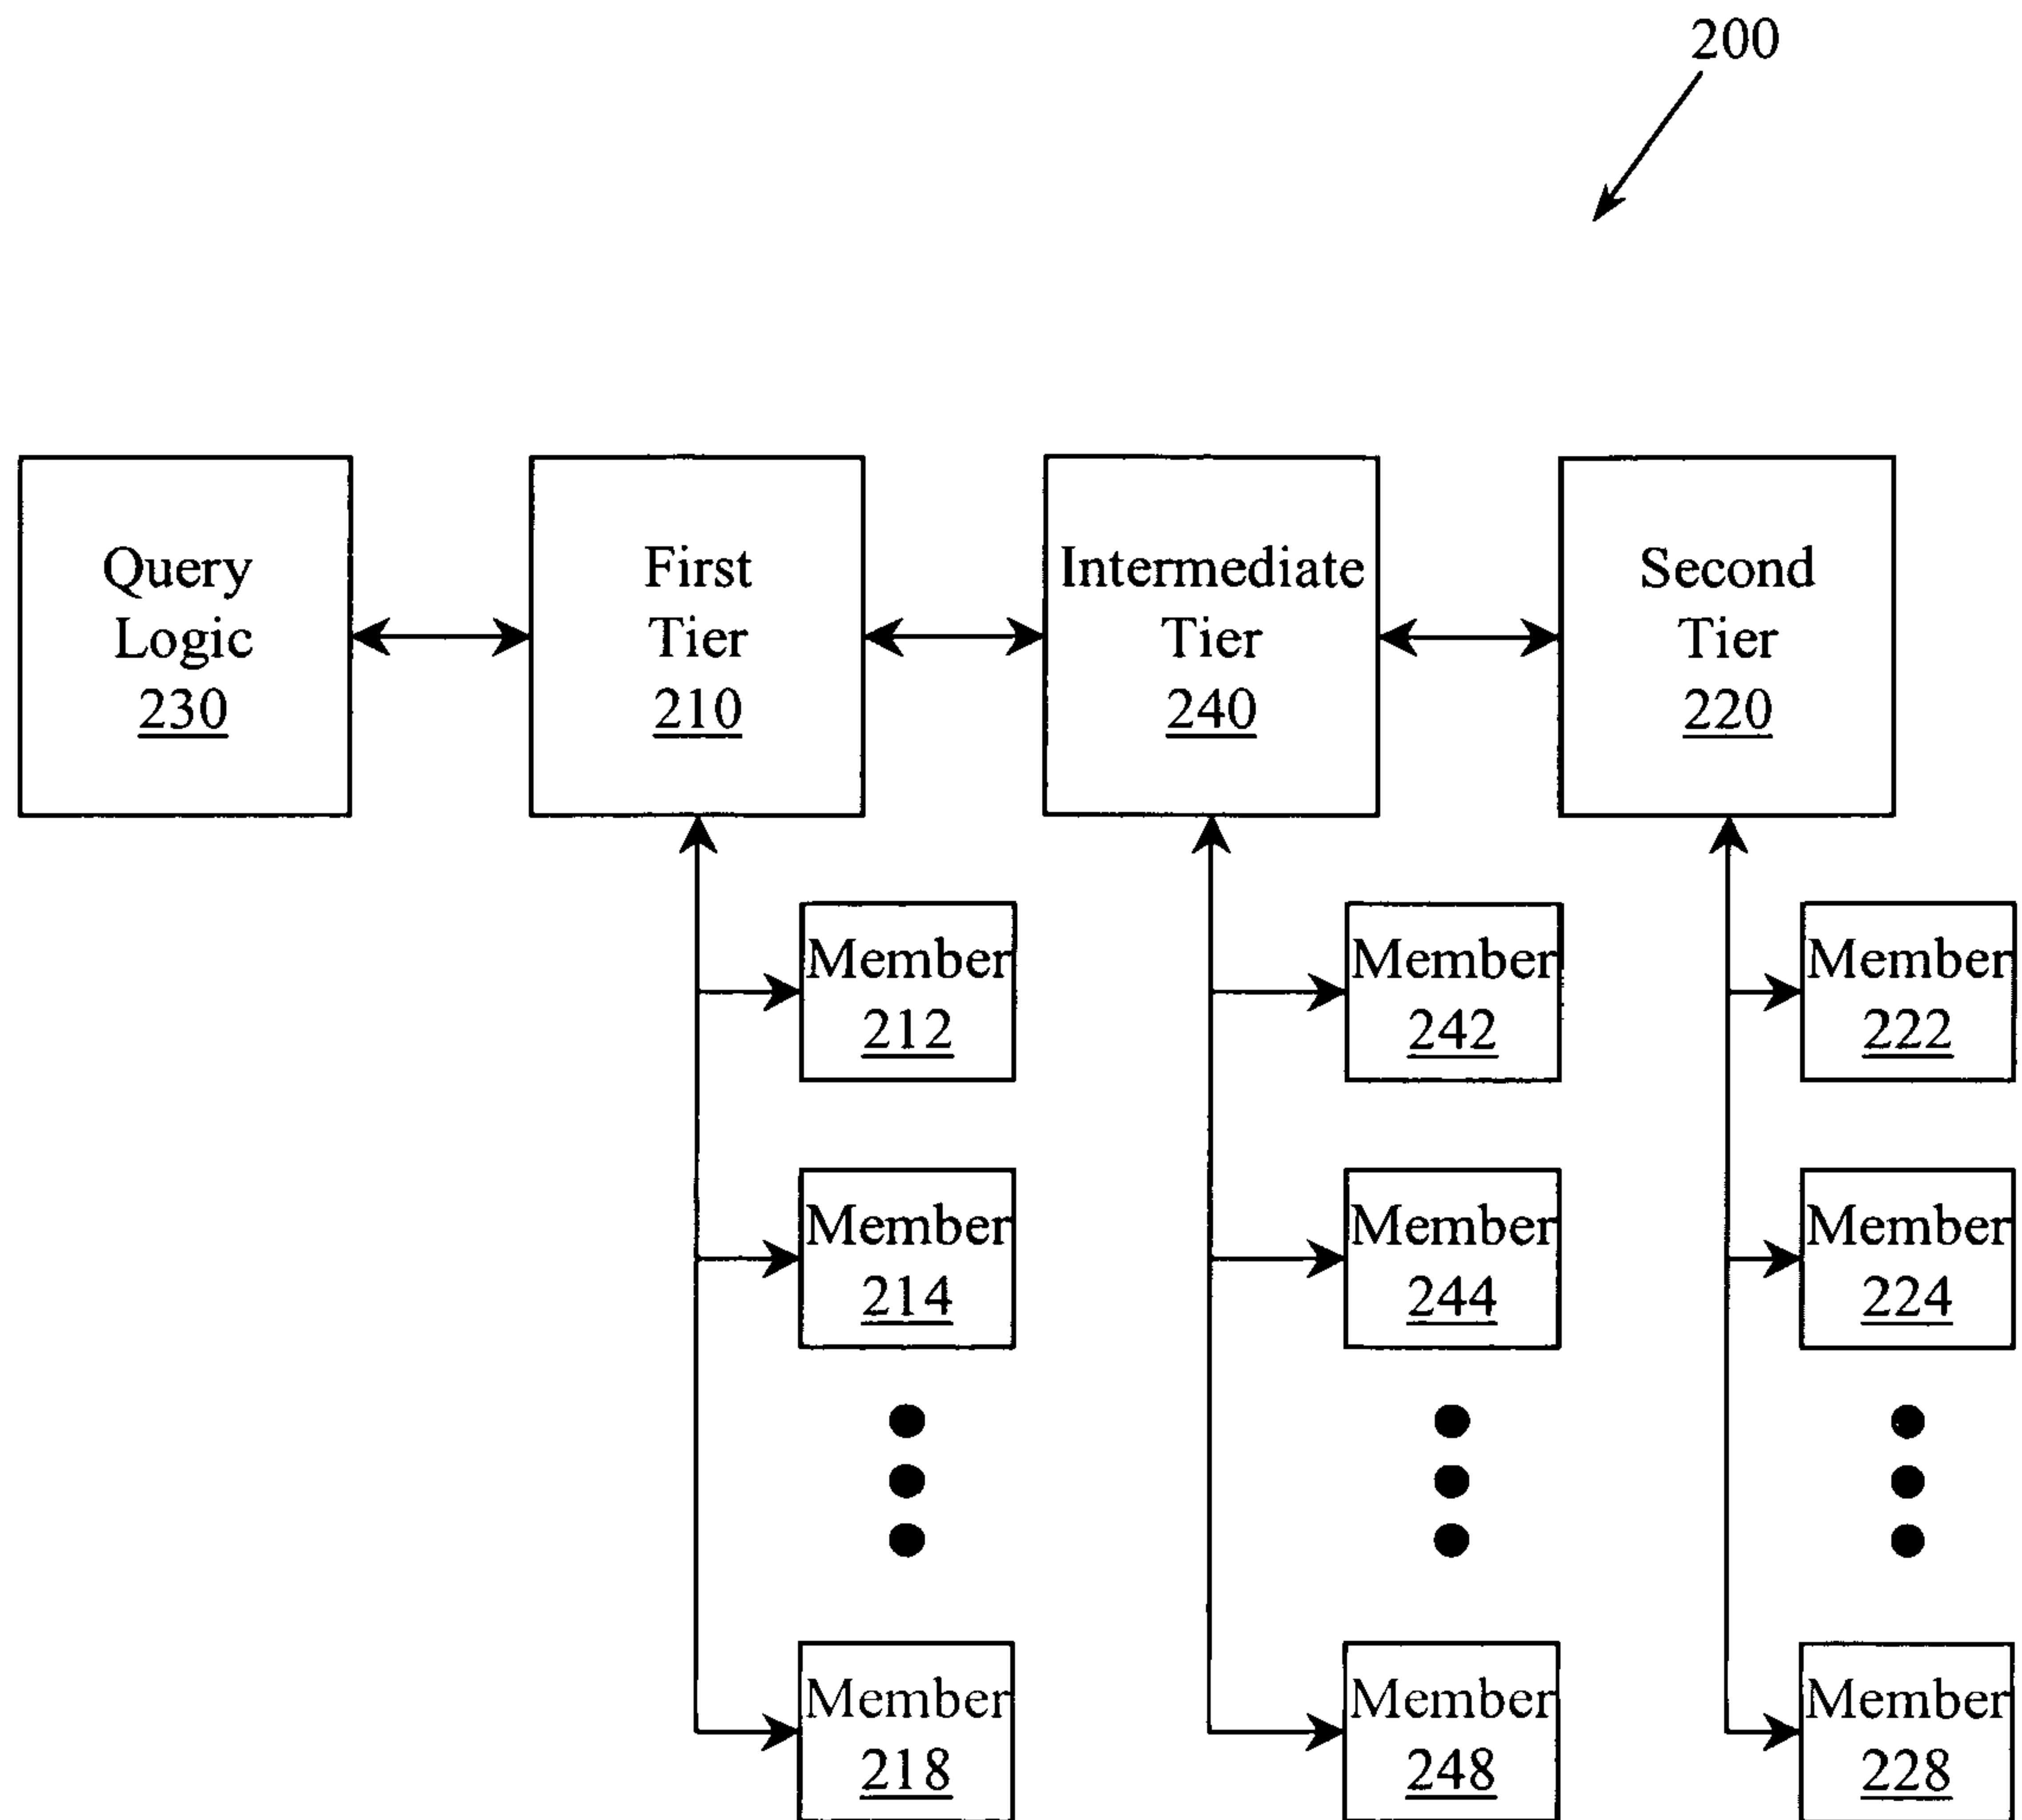 200
Query
Logic
230
First
Tier
210
Intermediate
Tier
240
Second
Tier
220
Member
212
Member
242
Member
222
Member
214
Member
244
Member
224
Member
218
Member
248
Member
228